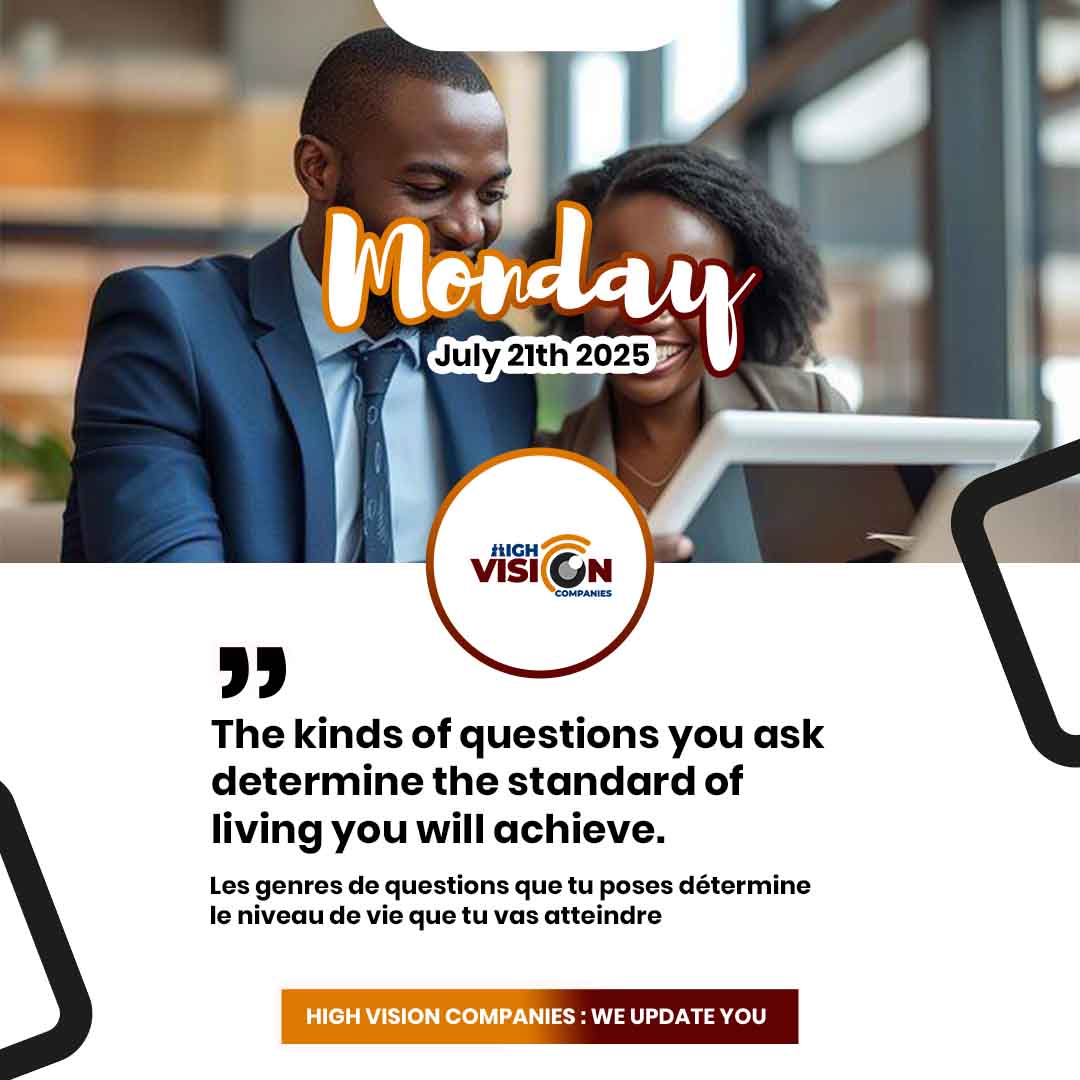 Monday
July 21th 2025
HIGH
VISION
COMPANIES
”
The kinds of questions you ask
determine the standard of
living you will achieve.
Les genres de questions que tu poses détermine
le niveau de vie que tu vas atteindre
HIGH VISION COMPANIES : WE UPDATE YOU